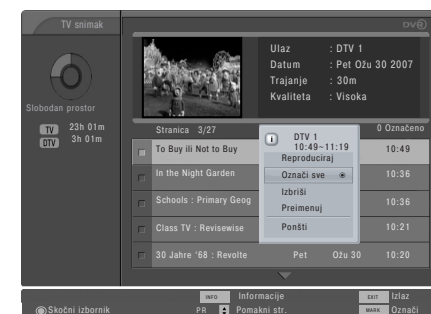 TV snimak
DVR
Ulaz : DTV 1
Datum : Pet Ožu 30 2007
Trajanje : 30m
Kvaliteta : Visoka
Slobodan prostor
TV 23h 01m
DTV 3h 01m
Stranica 3/27
0 Označeno
To Buy ili Not to Buy 10:49
In the Night Garden 10:36
Schools : Primary Geog 10:36
Class TV : Revisewise 10:21
30 Jahre '68 : Revolte Pet Ožu 30 10:20
i DTV 1
10:49~11:19
Reproduciraj
Označi sve
Izbriši
Preimenuj
Ponšti
INFO Informacije EXIT Izlaz
Skočni izbornik PR Pomakni str. MARK Označi